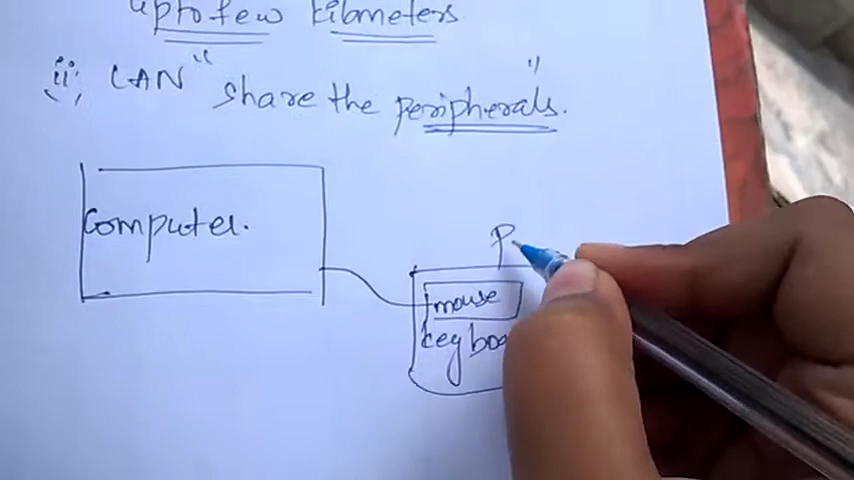 upto few kilometers
ii, LAN "share the peripherals."
computer.
P
mouse